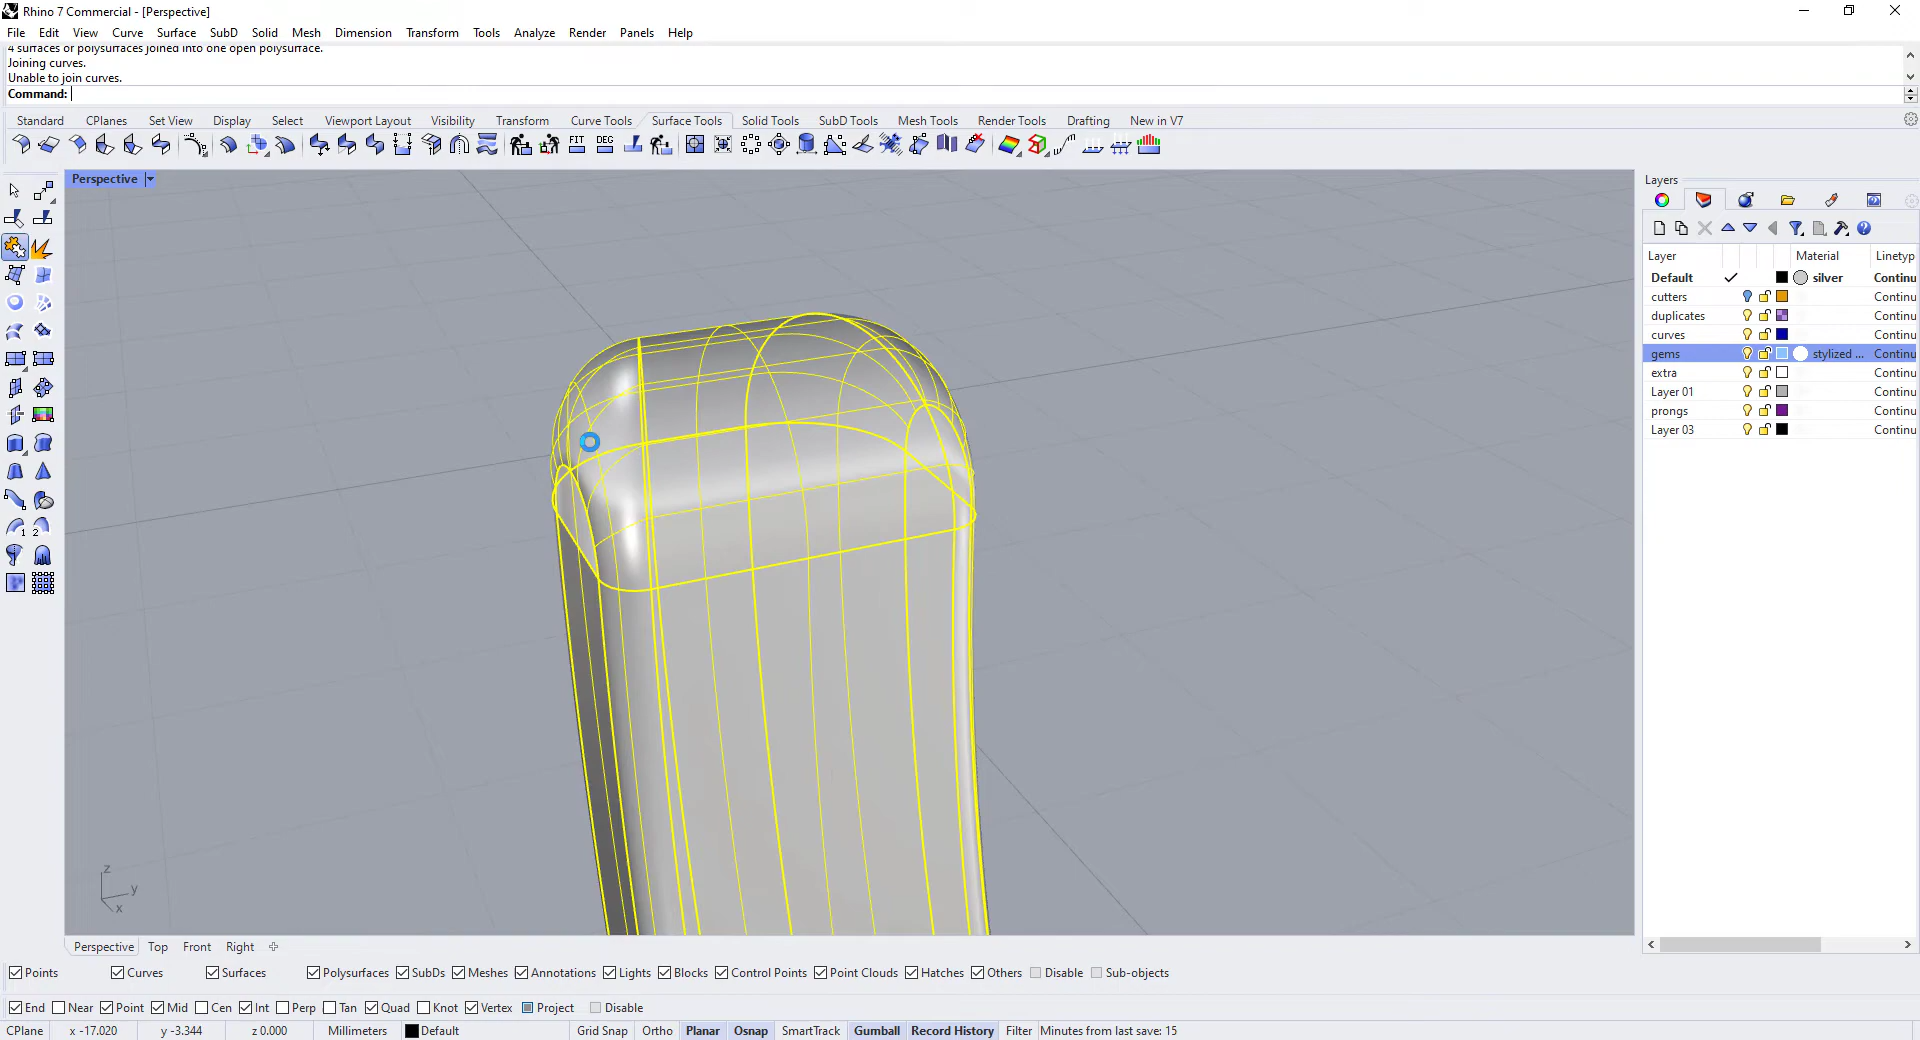 Rhino 7 Commercial - [Perspective]
File Edit View Curve Surface SubD Solid Mesh Dimension Transform Tools Analyze Render Panels Help
4 surfaces or polysurfaces joined into one open polysurface.
Joining curves.
Unable to join curves.
Command:
Standard CPlanes Set View Display Select Viewport Layout Visibility Transform Curve Tools Surface Tools Solid Tools SubD Tools Mesh Tools Render Tools Drafting New in V7
FIT DEG
Perspective
Layers
Layer Material Linetyp
Default silver Continu
cutters Continu
duplicates Continu
curves Continu
gems stylized ... Continu
extra Continu
Layer 01 Continu
prongs Continu
Layer 03 Continu
1 2
z
y
x
Perspective Top Front Right
Points Curves Surfaces Polysurfaces SubDs Meshes Annotations Lights Blocks Control Points Point Clouds Hatches Others Disable Sub-objects
End Near Point Mid Cen Int Perp Tan Quad Knot Vertex Project Disable
CPlane x -17.020 y -3.344 z 0.000 Millimeters Default Grid Snap Ortho Planar Osnap SmartTrack Gumball Record History Filter Minutes from last save: 15